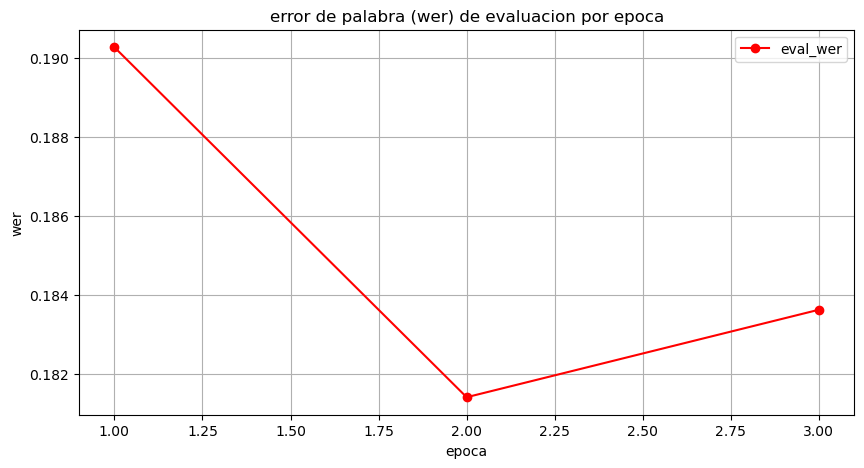 error de palabra (wer) de evaluacion por epoca
eval_wer
0.190
0.188
0.186
0.184
0.182
wer
1.00 1.25 1.50 1.75 2.00 2.25 2.50 2.75 3.00
epoca